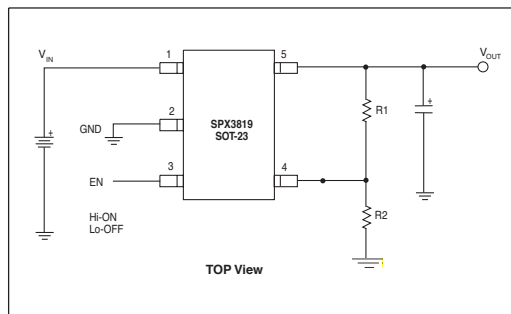 V_IN
1
5
V_OUT
2
GND
SPX3819
SOT-23
R1
3
4
EN
Hi-ON
Lo-OFF
R2
TOP View